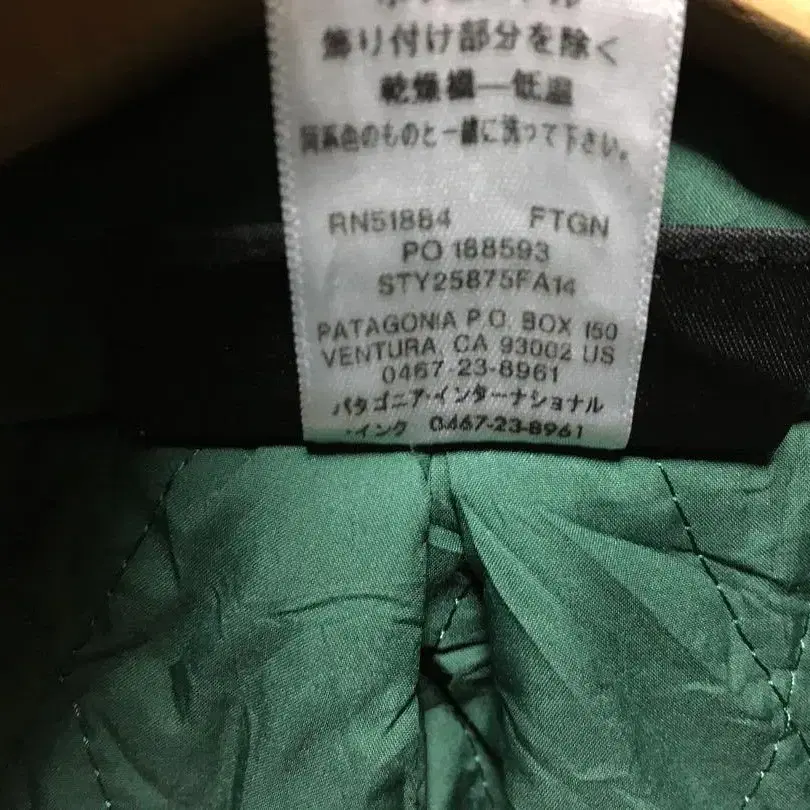 飾り付け部分を除く
乾燥機—低温
同系色のものと一緒に洗って下さい。
RN51884 FTGN
PO 188593
STY25875FA14
PATAGONIA P.O. BOX 150
VENTURA, CA 93002 US
0467-23-8961
パタゴニア・インターナショナル
・インク 0467-23-8961